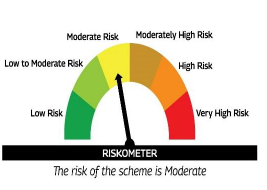 Moderate Risk
Moderately High Risk
Low to Moderate Risk
High Risk
Low Risk
Very High Risk
RISKOMETER
The risk of the scheme is Moderate